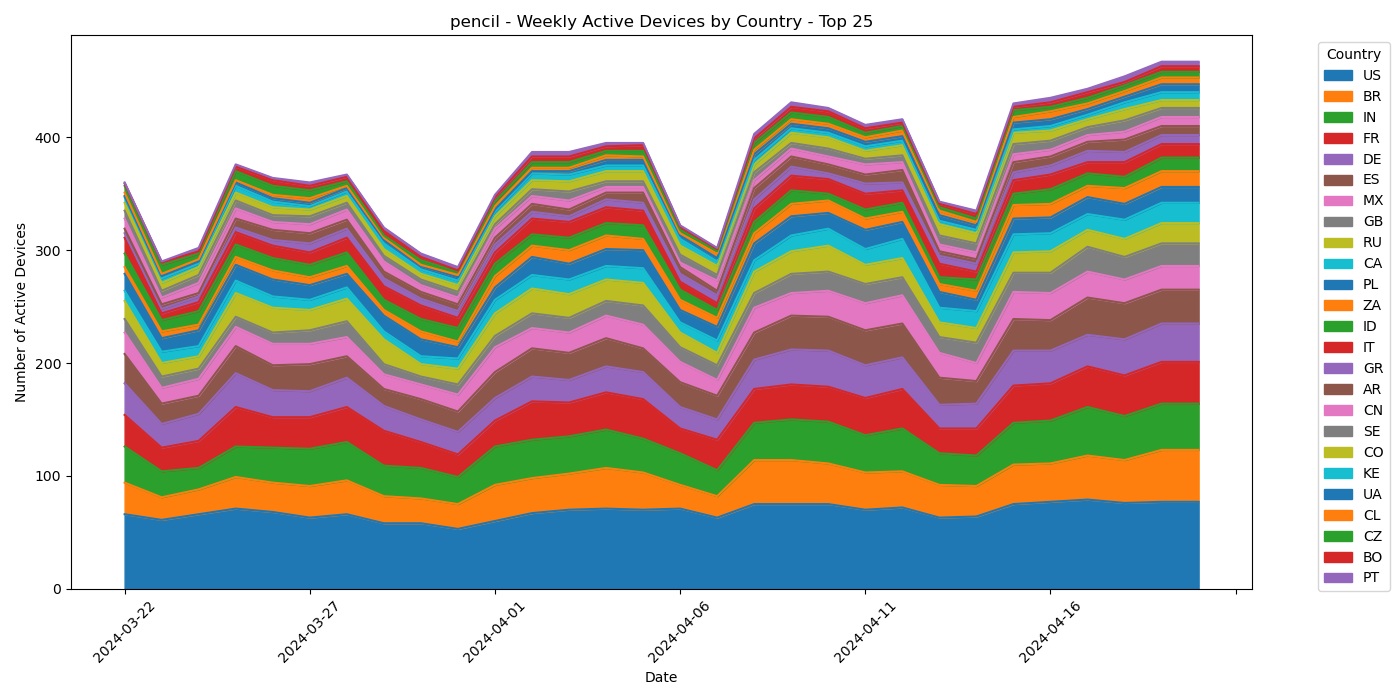 pencil - Weekly Active Devices by Country - Top 25
Number of Active Devices
400
300
200
100
0
2024-03-22
2024-03-27
2024-04-01
2024-04-06
2024-04-11
2024-04-16
Date
Country
US
BR
IN
FR
DE
ES
MX
GB
RU
CA
PL
ZA
ID
IT
GR
AR
CN
SE
CO
KE
UA
CL
CZ
BO
PT